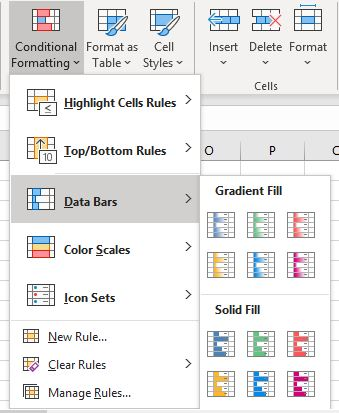 Conditional
Formatting
Format as
Table
Cell
Styles
Insert
Delete
Format
Cells
Highlight Cells Rules
Top/Bottom Rules
10
O
P
Data Bars
Gradient Fill
Color Scales
Icon Sets
Solid Fill
New Rule...
Clear Rules
Manage Rules...